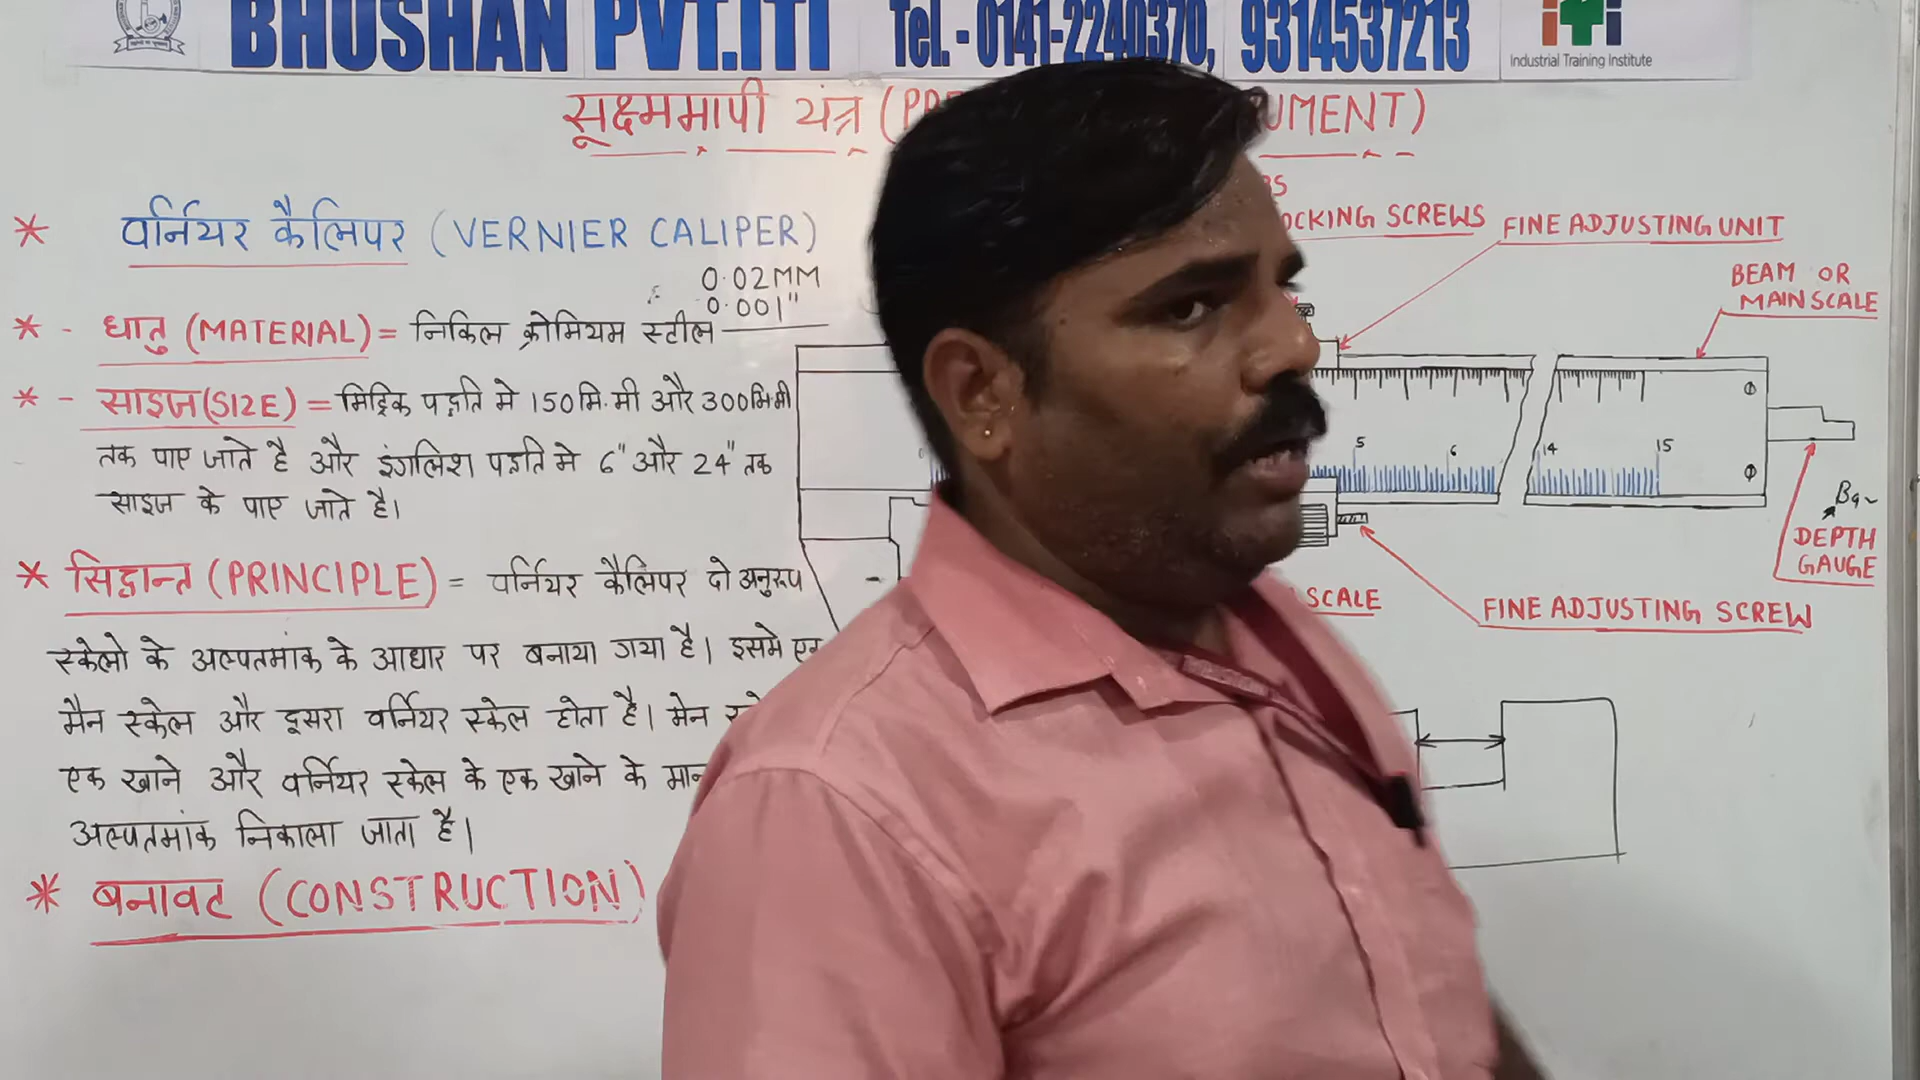 BHUSHAN PVT.ITI Tel. - 0141-2240370, 9314537213
Industrial Training Institute
सूक्ष्ममापी यंत्र (PRE UMENT)
* वर्नियर कैलिपर (VERNIER CALIPER)
0.02MM
0.001"
* - धातु (MATERIAL) = निकिल क्रोमियम स्टील
* - साइज(SIZE) = मिट्रिक पद्धति मे 150मि.मी और 300मि.मी
तक पाए जाते है और इंगलिश पद्धति मे 6" और 24" तक
साइज के पाए जाते है।
* सिद्धान्त (PRINCIPLE) = वर्नियर कैलिपर दो अनुरूप
स्केलो के अल्पतमांक के आधार पर बनाया गया है। इसमे
मैन स्केल और दूसरा वर्नियर स्केल होता है। मेन
एक खाने और वर्नियर स्केल के एक खाने के
अल्पतमांक निकाला जाता है।
* बनावट (CONSTRUCTION)
BS
OCKING SCREWS
FINE ADJUSTING UNIT
BEAM OR
MAIN SCALE
5 6 14 15
DEPTH
GAUGE
SCALE
FINE ADJUSTING SCREW